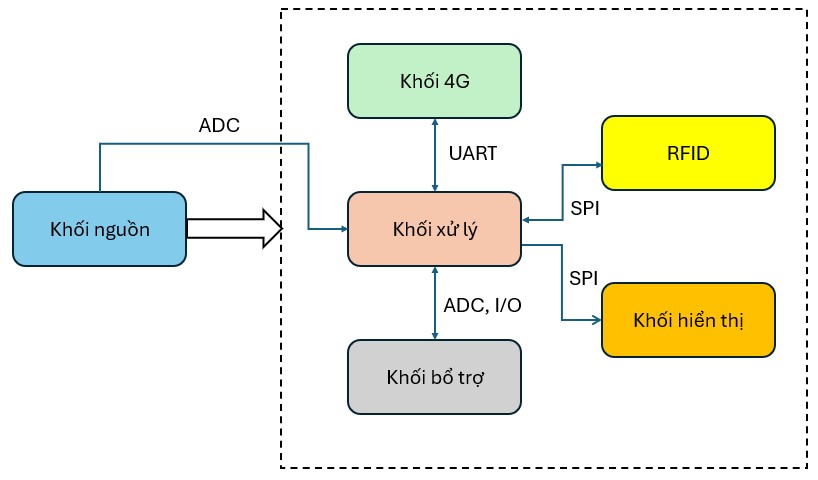 Khối 4G
ADC
UART
RFID
Khối nguồn
Khối xử lý
SPI
SPI
ADC, I/O
Khối hiển thị
Khối bổ trợ